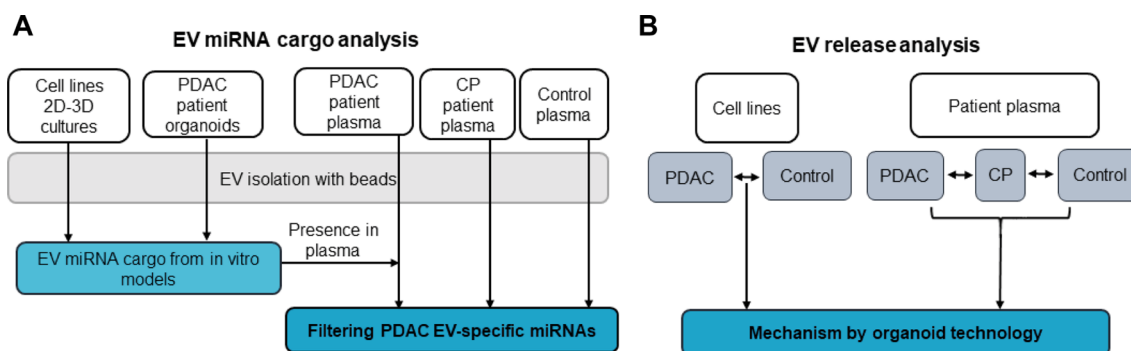 A
EV miRNA cargo analysis
Cell lines
2D-3D
cultures
PDAC
patient
organoids
PDAC
patient
plasma
CP
patient
plasma
Control
plasma
EV isolation with beads
Presence in
plasma
EV miRNA cargo from in vitro
models
Filtering PDAC EV-specific miRNAs
B
EV release analysis
Cell lines
Patient plasma
PDAC
Control
PDAC
CP
Control
Mechanism by organoid technology